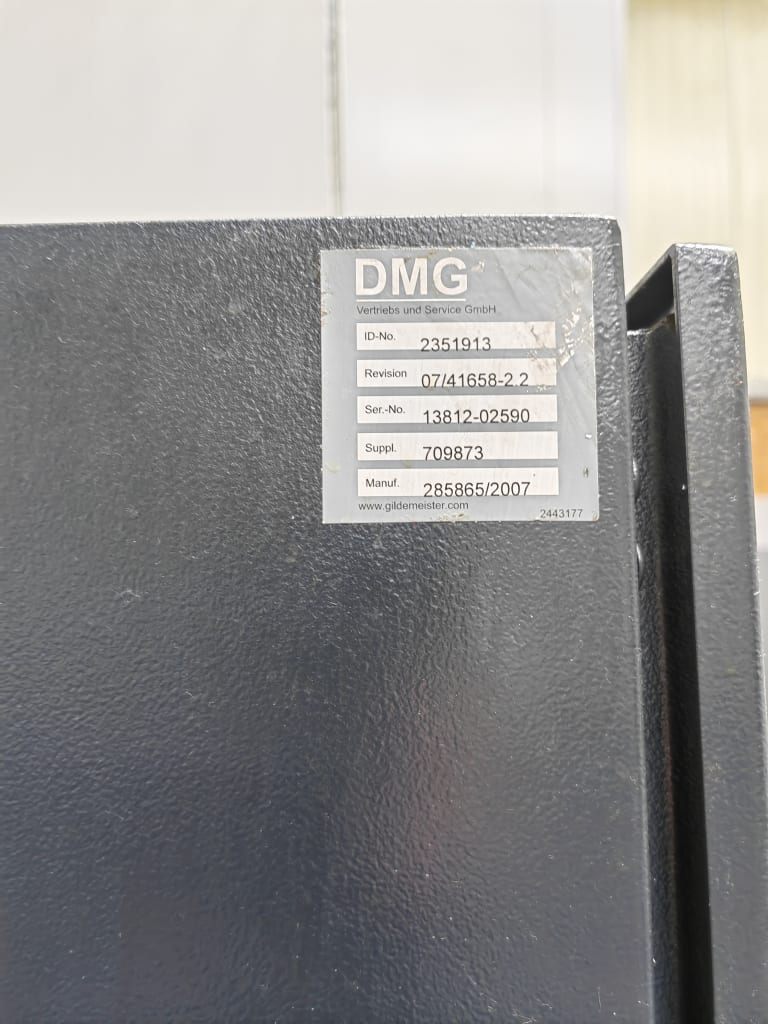 DMG
Vertriebs und Service GmbH
ID-No. 2351913
Revision 07/41658-2.2
Ser.-No. 13812-02590
Suppl. 709873
Manuf. 285865/2007
www.gildemeister.com 2443177